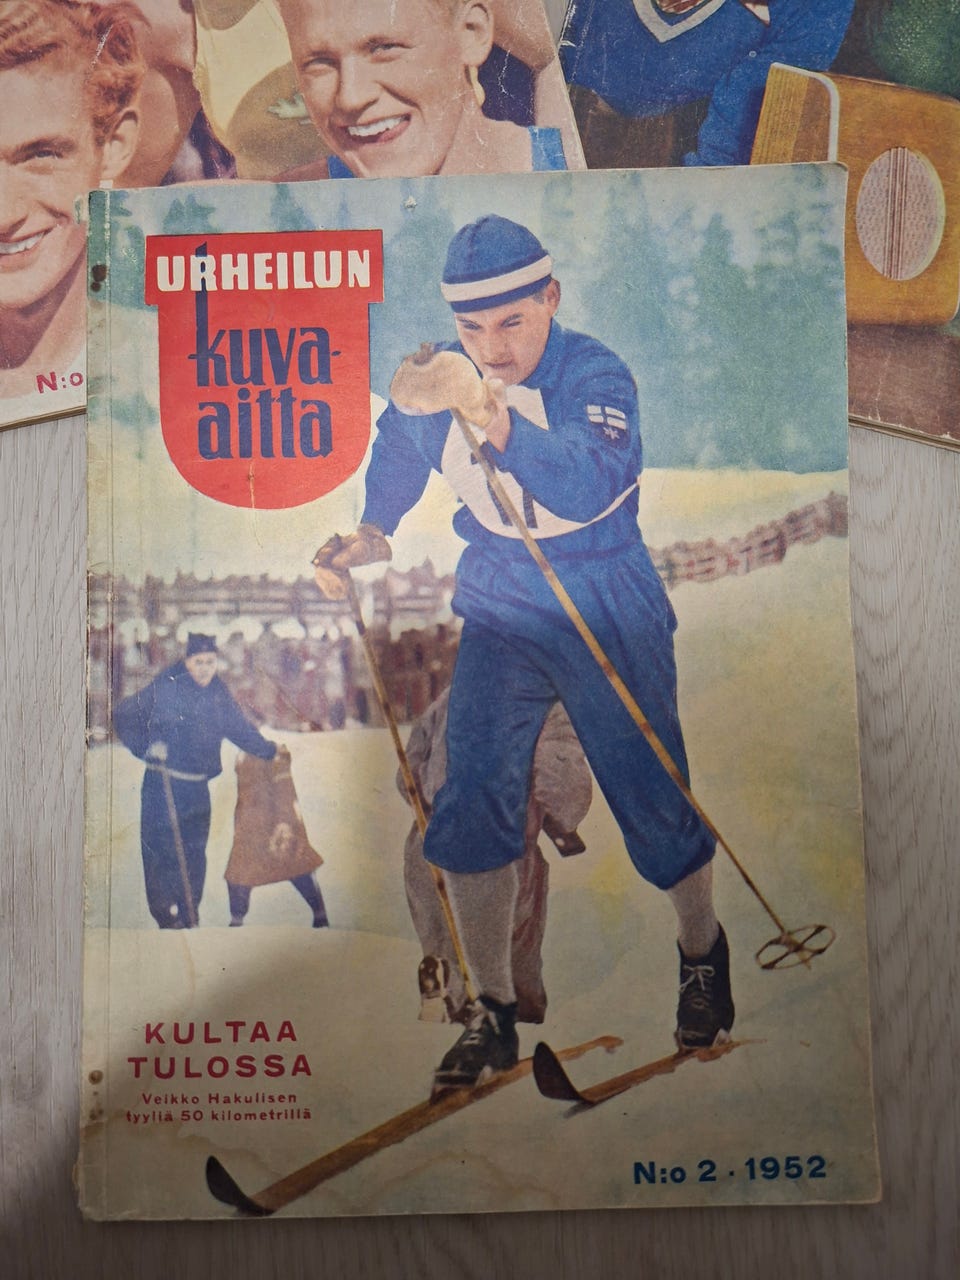 URHEILUN
kuva-
aitta
N:o
KULTAA
TULOSSA
Veikko Hakulisen
tyyliä 50 kilometrillä
N:o 2 · 1952